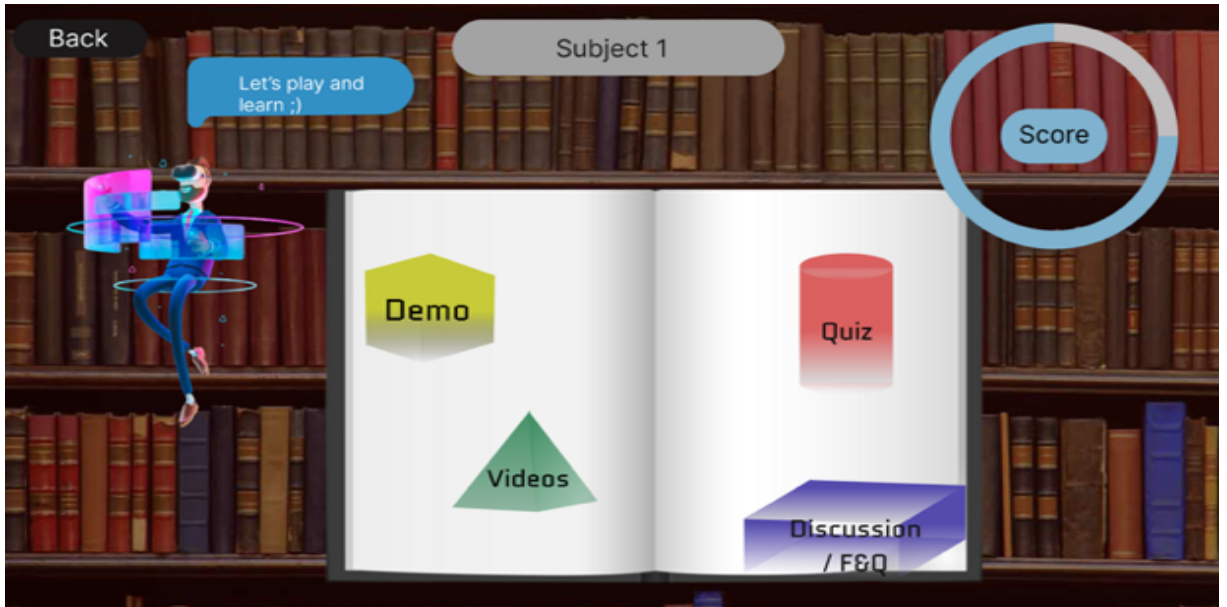 Back
Subject 1
Let's play and
learn ;)
Score
Demo
Quiz
Videos
Discussion
/ F&Q